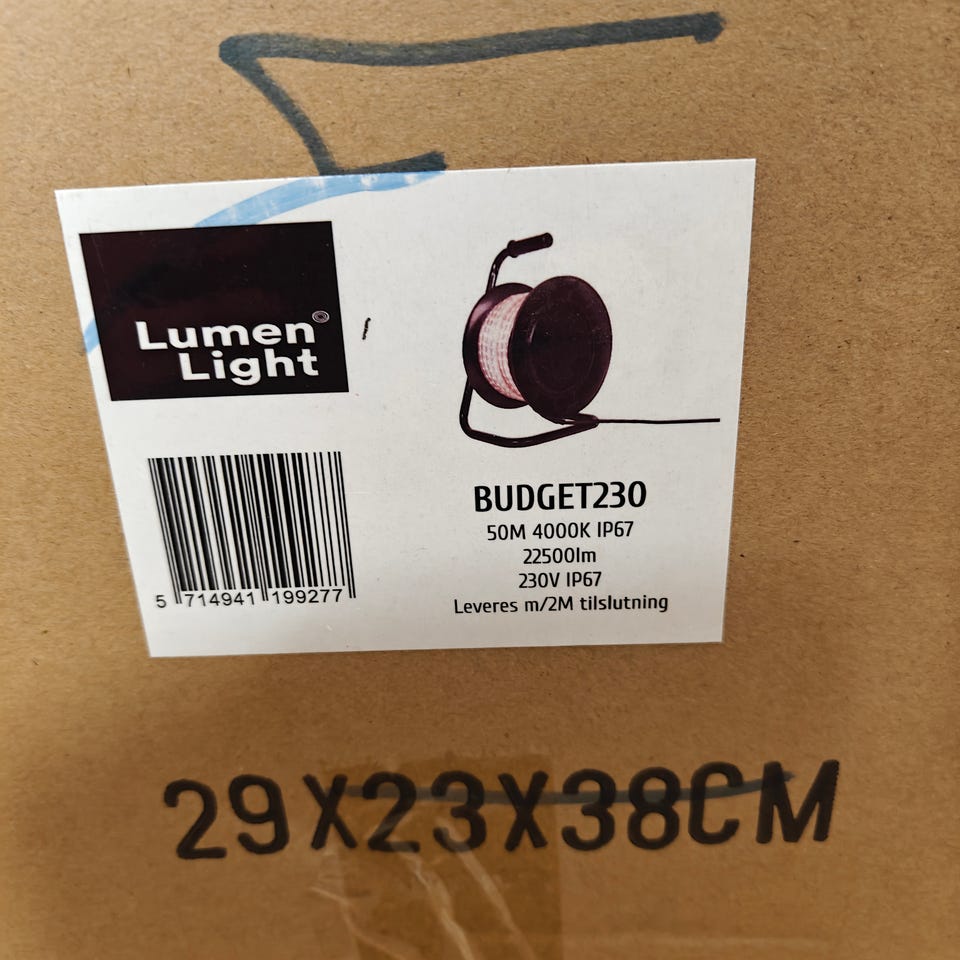 Lumen
Light
5 714941 199277
BUDGET230
50M 4000K IP67
22500lm
230V IP67
Leveres m/2M tilslutning
29X23X38CM